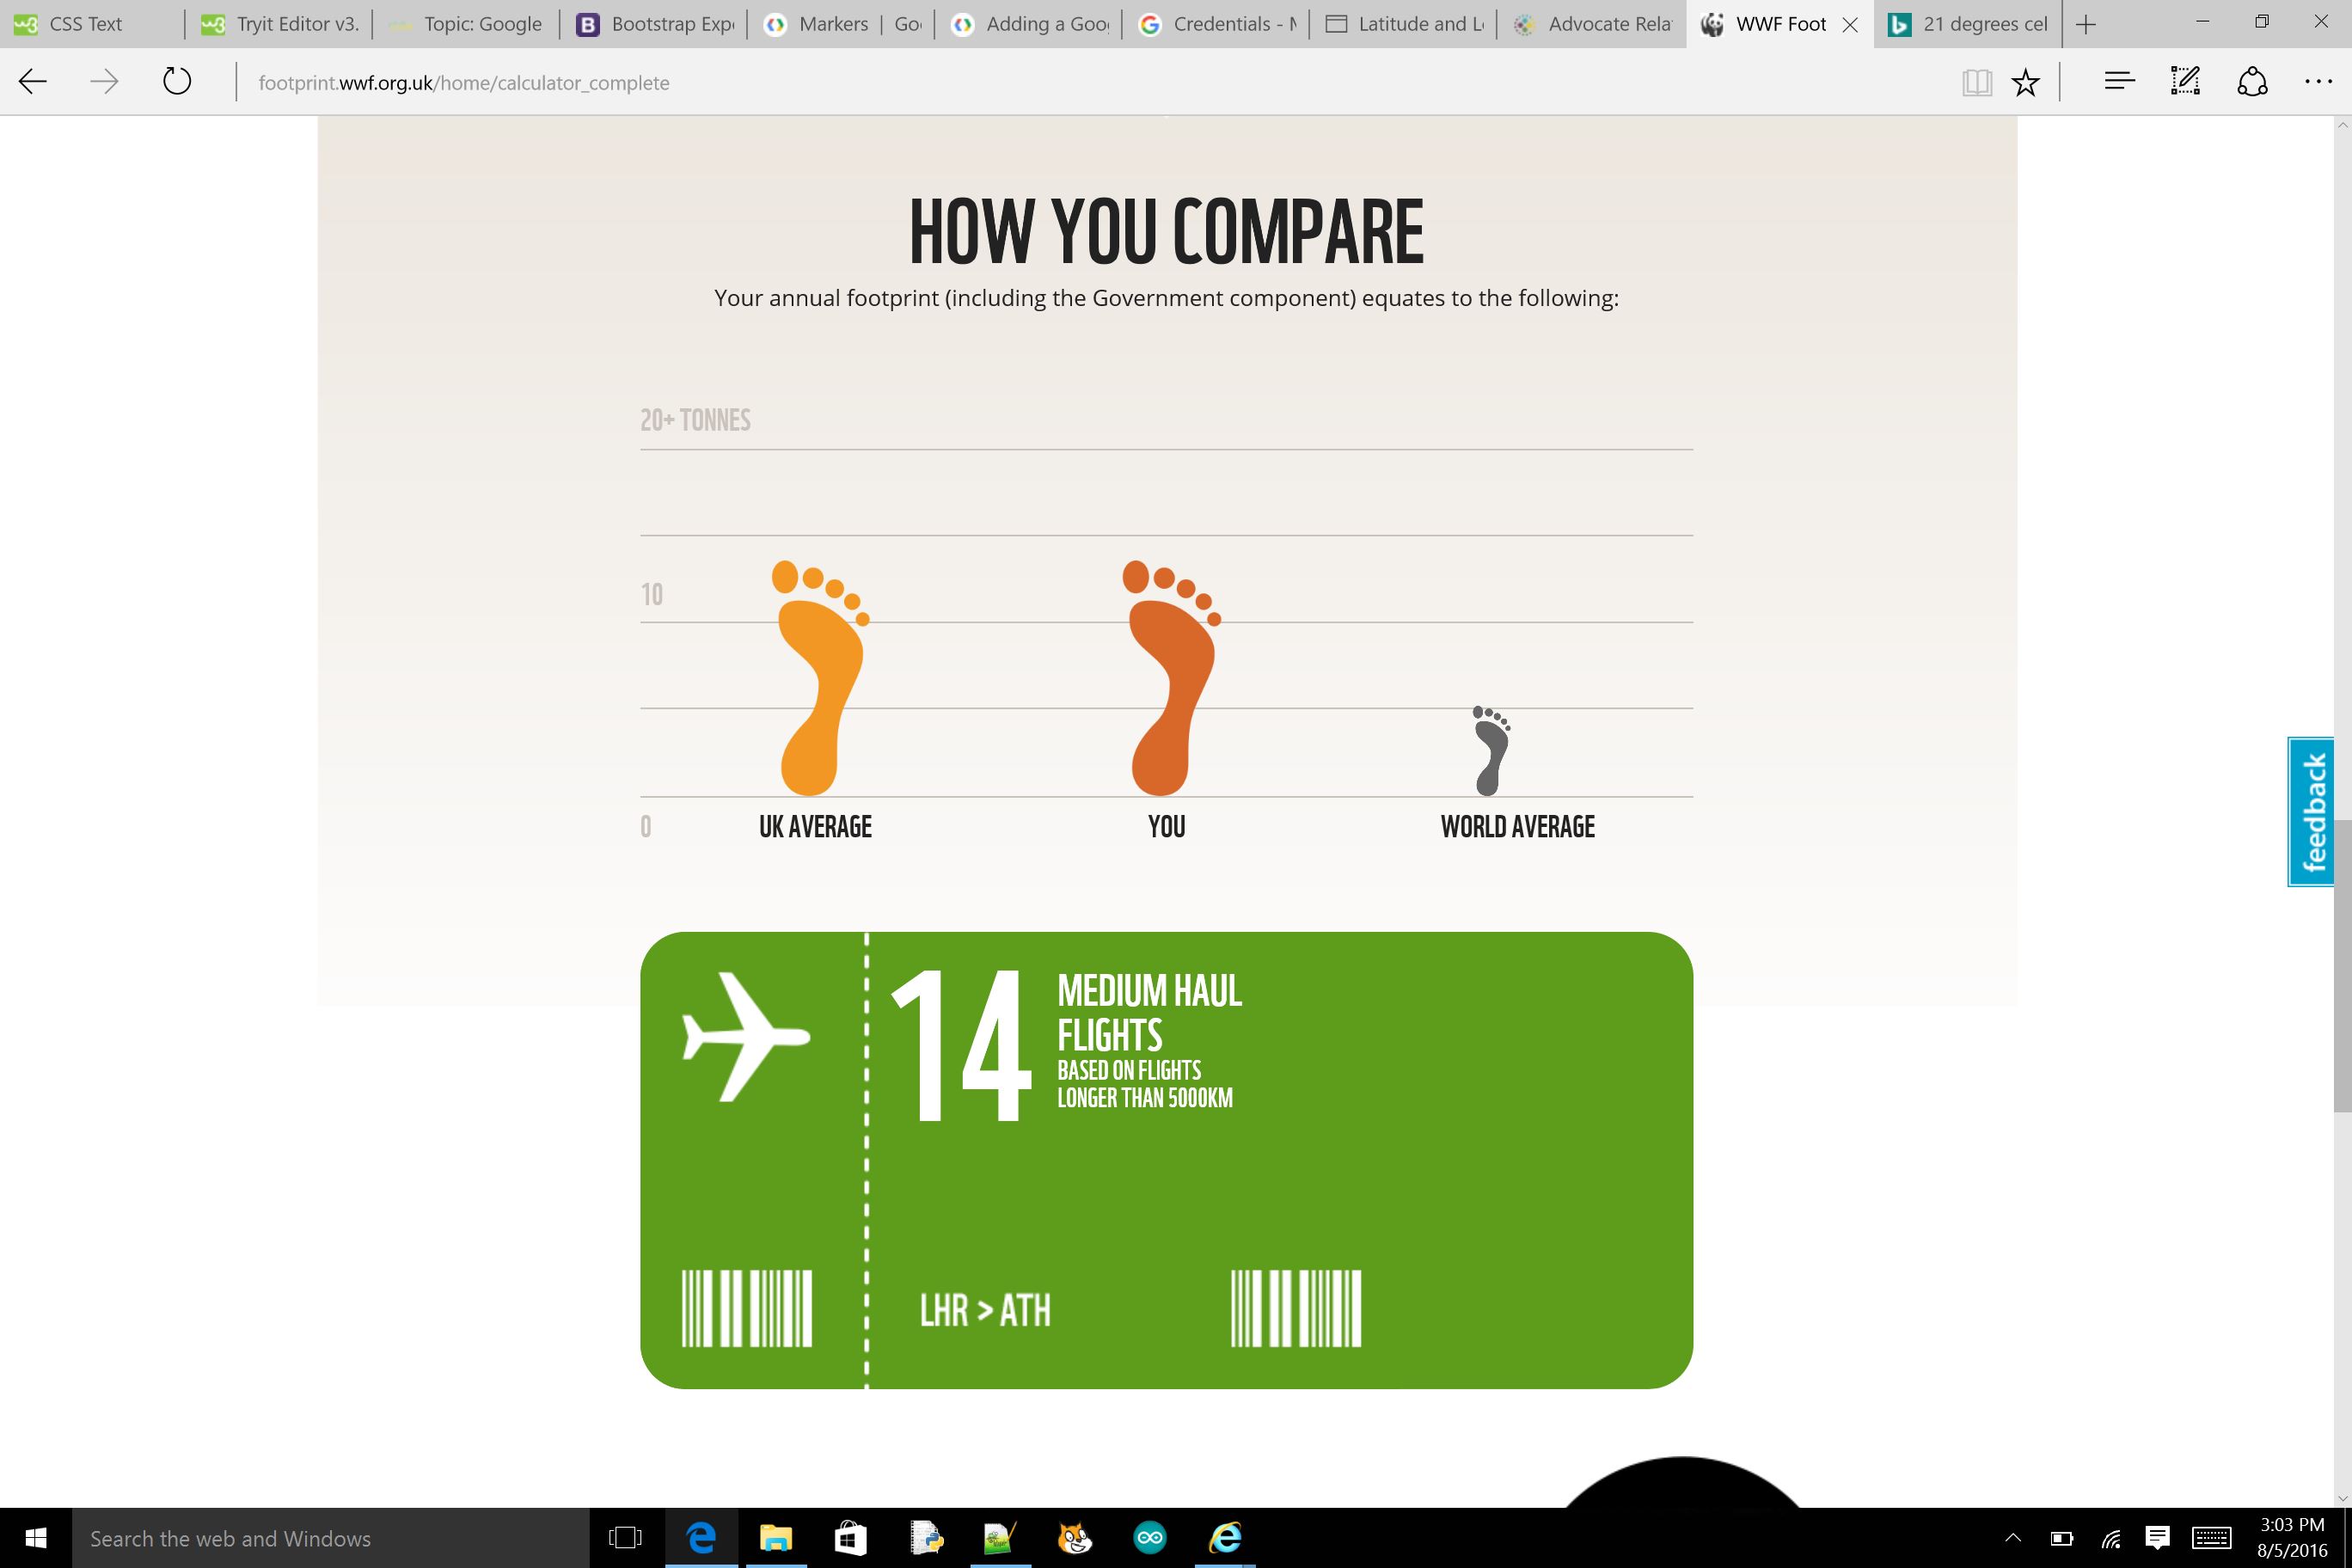 CSS Text
Tryit Editor v3.
Topic: Google
Bootstrap Exp
Markers | Go
Adding a Goo
Credentials -
Latitude and L
Advocate Rela
WWF Foot
21 degrees cel
footprint.wwf.org.uk/home/calculator_complete
HOW YOU COMPARE
Your annual footprint (including the Government component) equates to the following:
20+ TONNES
10
0
UK AVERAGE
YOU
WORLD AVERAGE
feedback
14
MEDIUM HAUL
FLIGHTS
BASED ON FLIGHTS
LONGER THAN 5000KM
LHR > ATH
Search the web and Windows
3:03 PM
8/5/2016